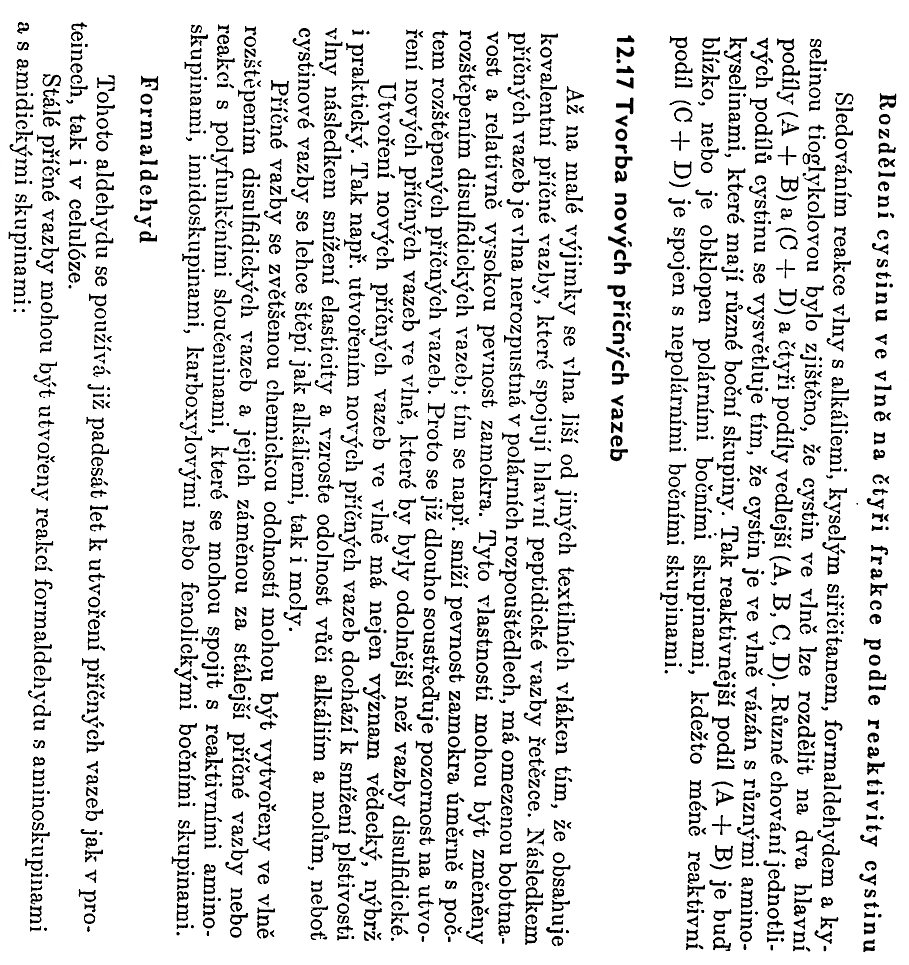 Rozdělení cystinu ve vlně na čtyři frakce podle reaktivity cystinu
Sledováním reakce vlny s alkáliemi, kyselým siřičitanem, formaldehydem a ky-
selinou tioglykolovou bylo zjištěno, že cystin ve vlně lze rozdělit na dva hlavní
podíly (A + B) a (C + D) a čtyři podíly vedlejší (A, B, C, D). Různé chování jednotli-
vých podílů cystinu se vysvětluje tím, že cystin je ve vlně vázán s různými amino-
kyselinami, které mají různé boční skupiny. Tak reaktivnější podíl (A + B) je buď
blízko, nebo je obklopen polárními bočními skupinami, kdežto méně reaktivní
podíl (C + D) je spojen s nepolárními bočními skupinami.
12.17 Tvorba nových příčných vazeb
Až na malé výjimky se vlna liší od jiných textilních vláken tím, že obsahuje
kovalentní příčné vazby, které spojují hlavní peptidické vazby řetězce. Následkem
příčných vazeb je vlna nerozpustná v polárních rozpouštědlech, má omezenou bobtna-
vost a relativně vysokou pevnost zamokra. Tyto vlastnosti mohou být změněny
rozštěpením disulfidických vazeb; tím se např. sníží pevnost zamokra úměrně s poč-
tem rozštěpených příčných vazeb. Proto se již dlouho soustřeďuje pozornost na utvo-
ření nových příčných vazeb ve vlně, které by byly odolnější než vazby disulfidické.
Utvoření nových příčných vazeb ve vlně má nejen význam vědecký, nýbrž
i praktický. Tak např. utvořením nových příčných vazeb dochází k snížení plstivosti
vlny následkem snížení elasticity a vzroste odolnost vůči alkáliím a molům, neboť
cystinové vazby se lehce štěpí jak alkáliemi, tak i moly.
Příčné vazby se zvětšenou chemickou odolností mohou být vytvořeny ve vlně
rozštěpením disulfidických vazeb a jejich záměnou za stálejší příčné vazby nebo
reakcí s polyfunkčními sloučeninami, které se mohou spojit s reaktivními amino-
skupinami, imidoskupinami, karboxylovými nebo fenolickými bočními skupinami.
Formaldehyd
Tohoto aldehydu se používá již padesát let k utvoření příčných vazeb jak v pro-
teinech, tak i v celulóze.
Stálé příčné vazby mohou být utvořeny reakcí formaldehydu s aminoskupinami
a s amidickými skupinami: